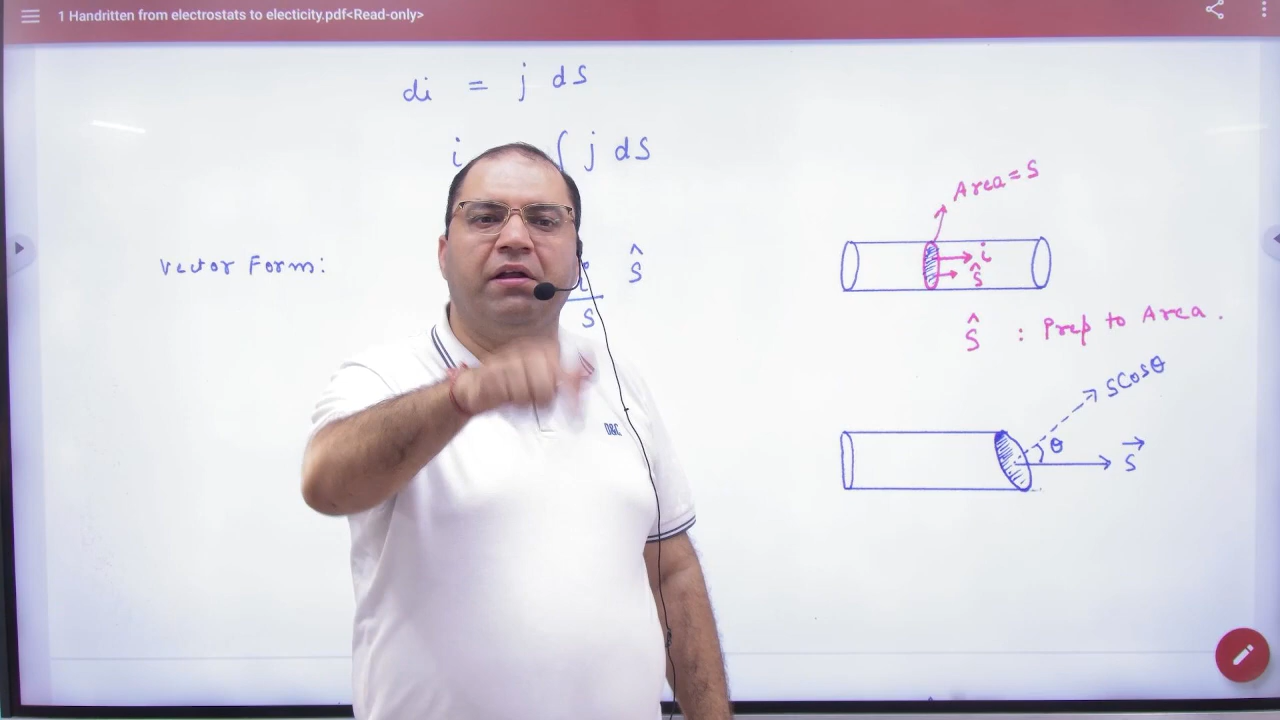 1 Handritten from electrostats to electicity.pdf<Read-only>
di = j dS
i ∫ j dS
Area = S
i
Ŝ
Vector Form:
i Ŝ
S
Ŝ : Prep to Area.
S Cosθ
θ
S⃗
D&C